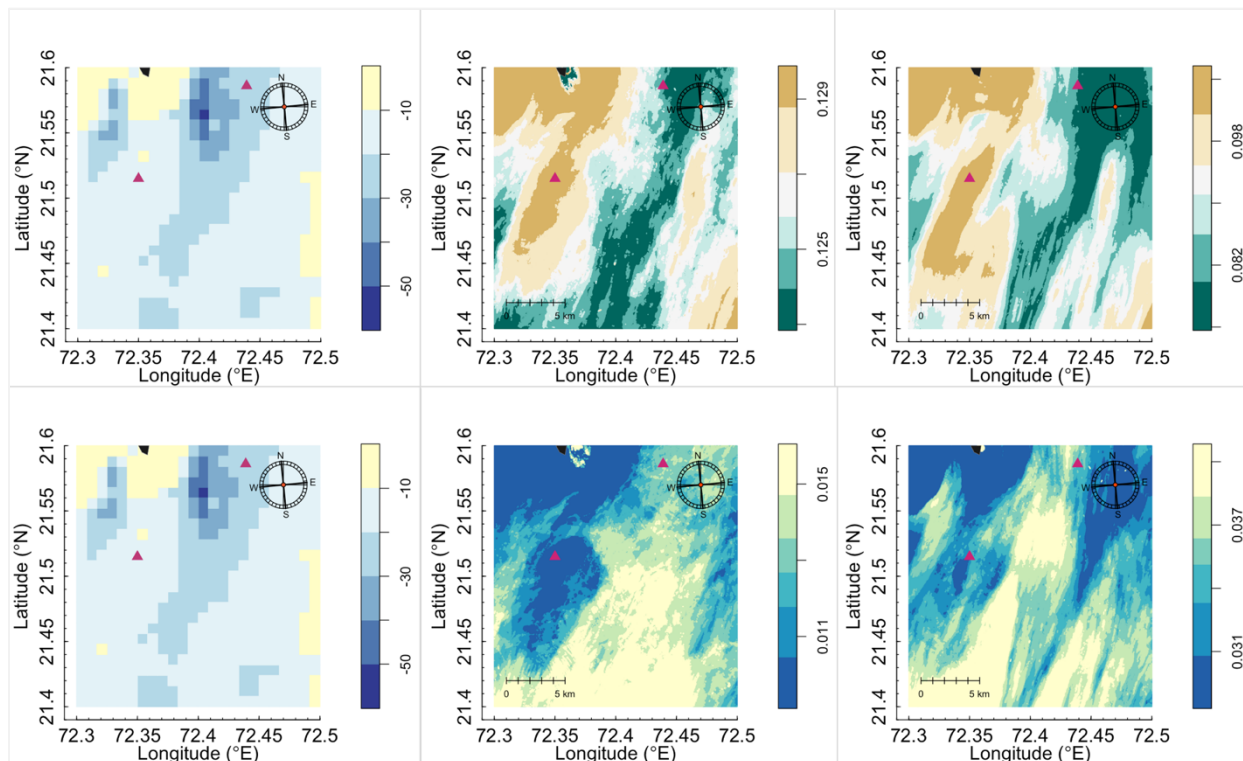 21.6
21.55
21.5
21.45
21.4
Latitude (°N)
72.3 72.35 72.4 72.45 72.5
Longitude (°E)
N
E
S
W
-10
-30
-50
21.6
21.55
21.5
21.45
21.4
Latitude (°N)
72.3 72.35 72.4 72.45 72.5
Longitude (°E)
N
E
S
W
0 5 km
0.129
0.125
21.6
21.55
21.5
21.45
21.4
Latitude (°N)
72.3 72.35 72.4 72.45 72.5
Longitude (°E)
N
E
S
W
0 5 km
0.098
0.082
21.6
21.55
21.5
21.45
21.4
Latitude (°N)
72.3 72.35 72.4 72.45 72.5
Longitude (°E)
N
E
S
W
-10
-30
-50
21.6
21.55
21.5
21.45
21.4
Latitude (°N)
72.3 72.35 72.4 72.45 72.5
Longitude (°E)
N
E
S
W
0 5 km
0.015
0.011
21.6
21.55
21.5
21.45
21.4
Latitude (°N)
72.3 72.35 72.4 72.45 72.5
Longitude (°E)
N
E
S
W
0 5 km
0.037
0.031